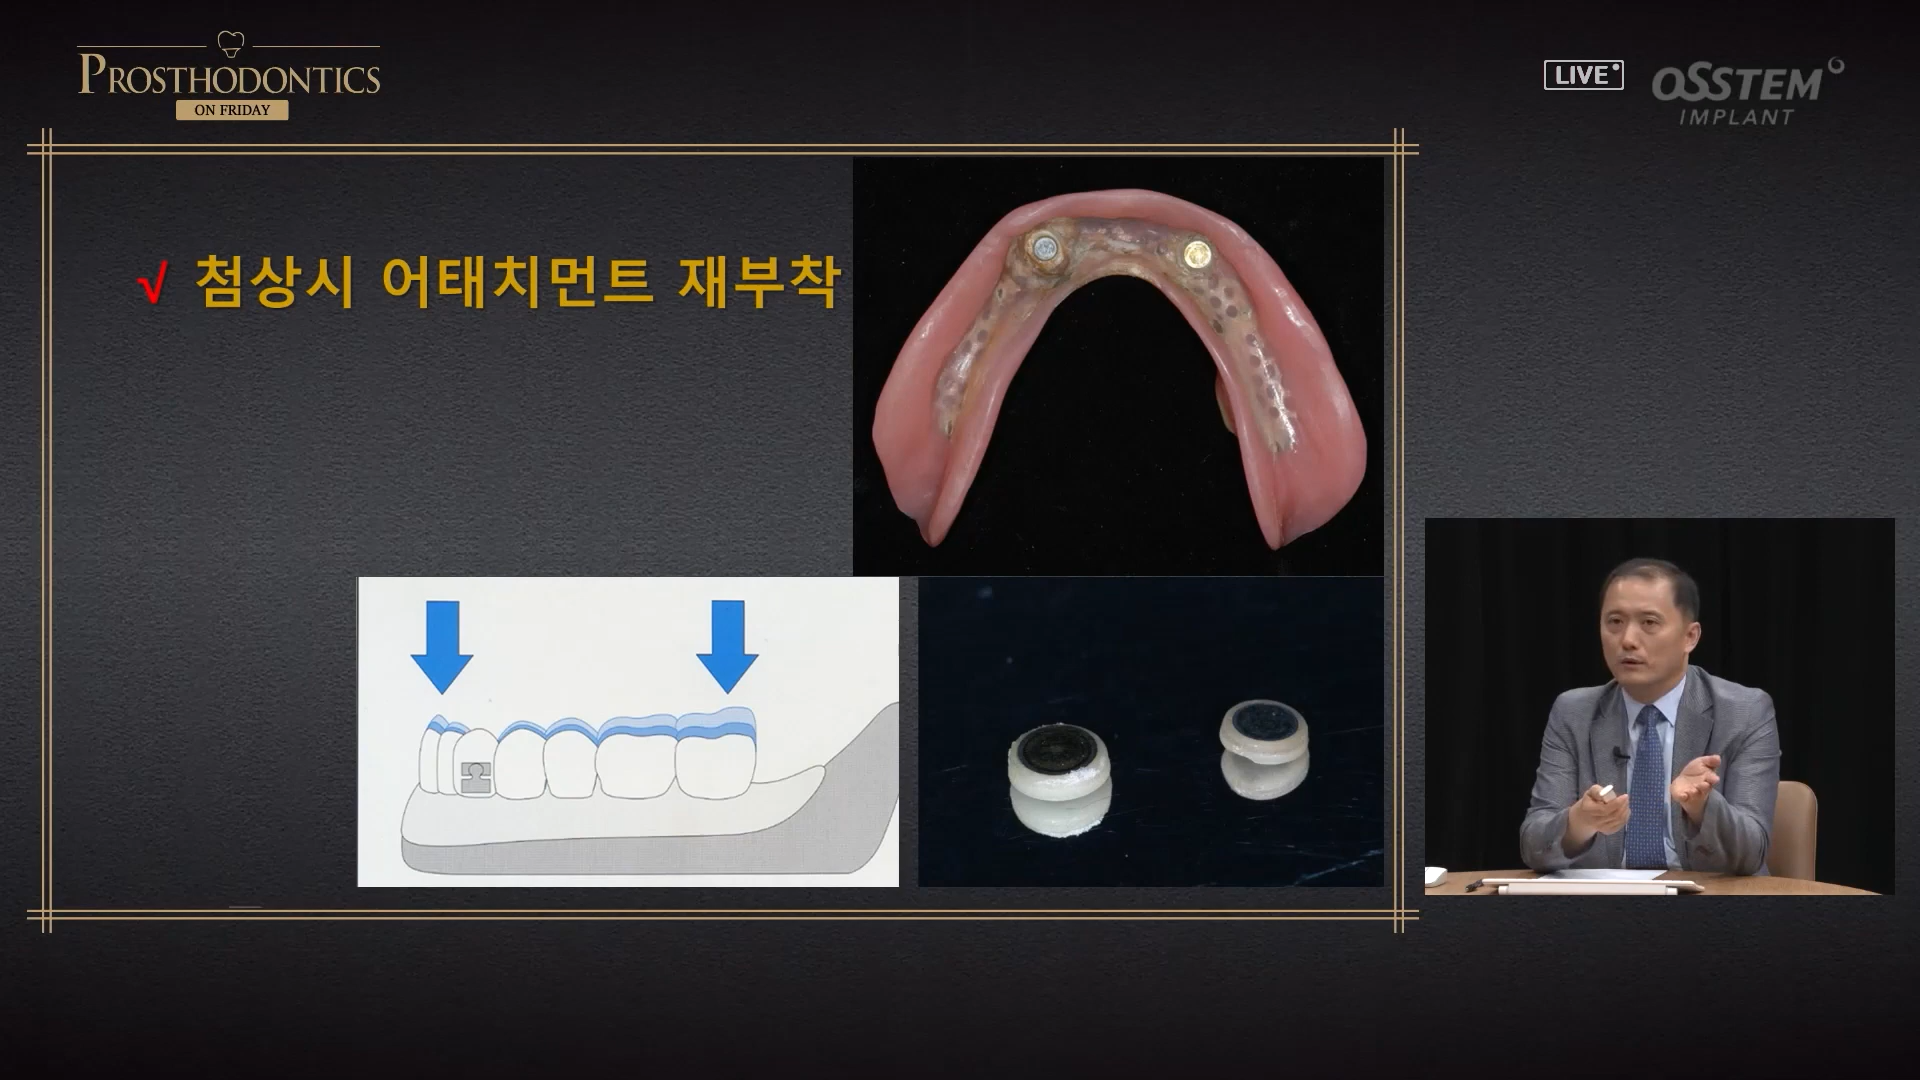 PROSTHODONTICS
ON FRIDAY
LIVE
OSSTEM
IMPLANT
√ 첨상시 어태치먼트 재부착